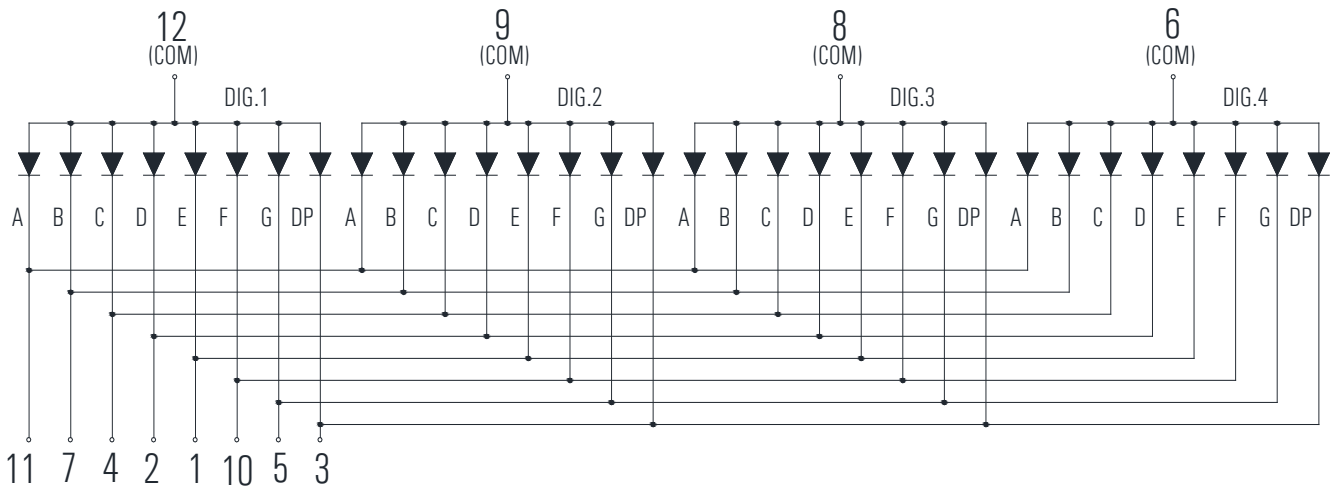 12 9 8 6
(COM) (COM) (COM) (COM)
DIG.1 DIG.2 DIG.3 DIG.4
A B C D E F G DP A B C D E F G DP A B C D E F G DP A B C D E F G DP
11 7 4 2 1 10 5 3